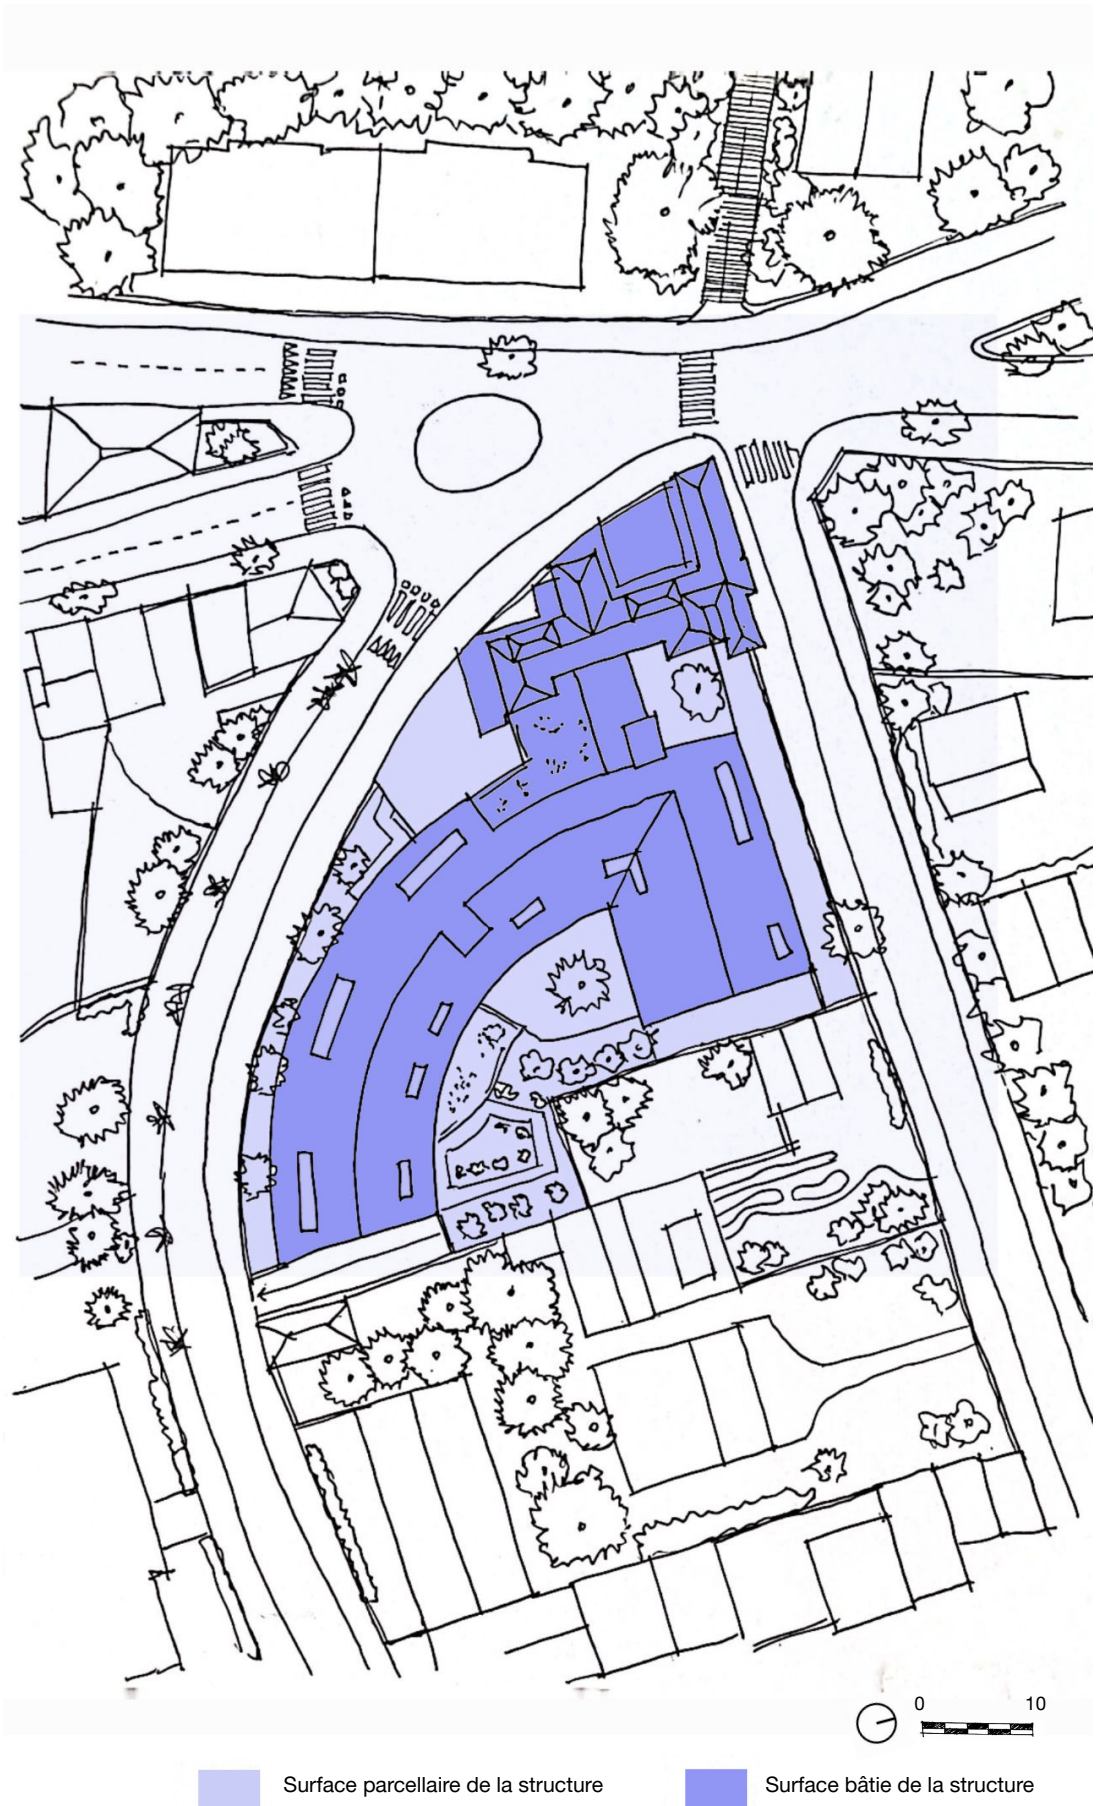 0 10
Surface parcellaire de la structure
Surface bâtie de la structure